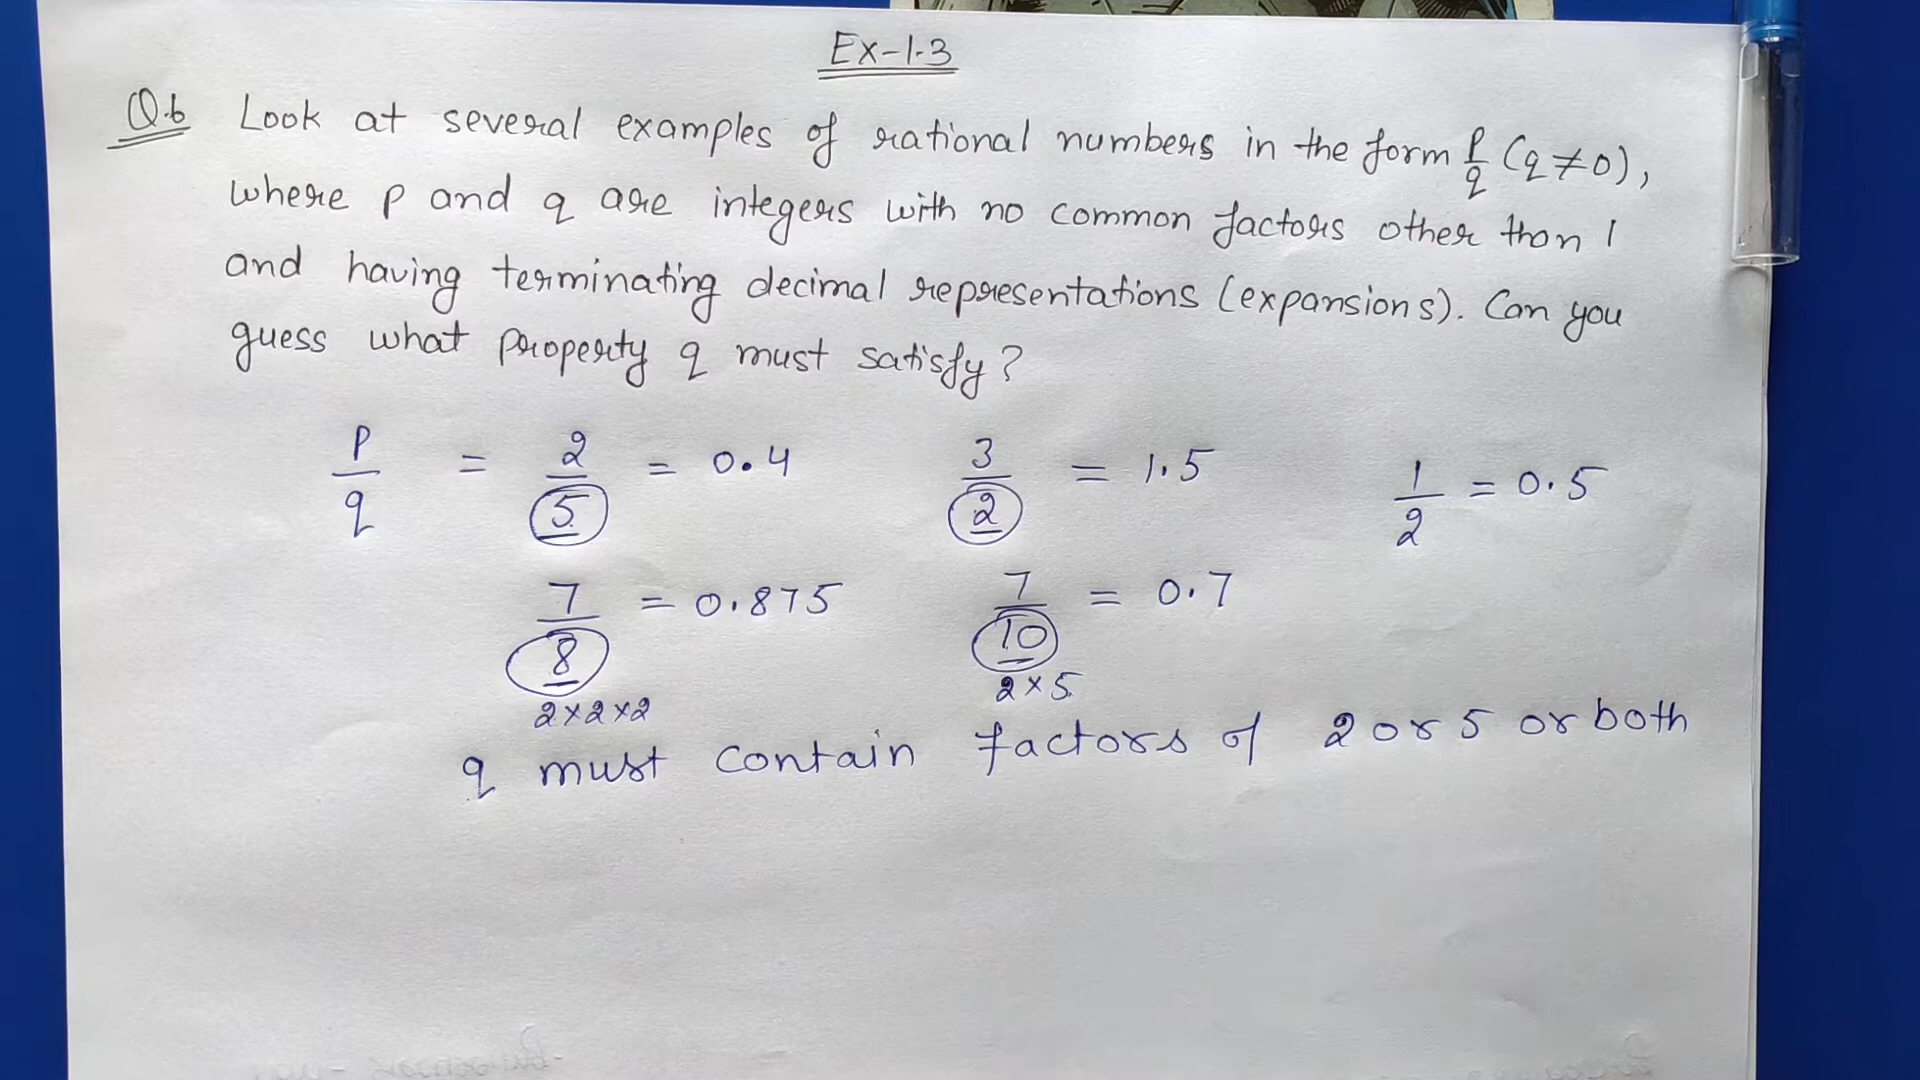 Ex-1.3
Q.6 Look at several examples of rational numbers in the form p/q (q≠0),
where p and q are integers with no common factors other than 1
and having terminating decimal representations (expansions). Can you
guess what property q must satisfy?
p/q = 2/5 = 0.4 3/2 = 1.5 1/2 = 0.5
7/8 = 0.875 7/10 = 0.7
2×2×2 2×5
q must contain factors of 2 or 5 or both